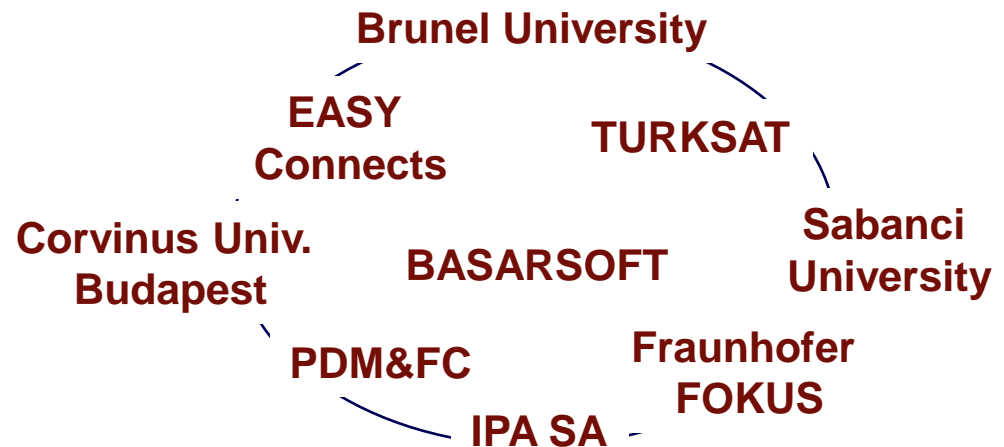 Brunel University
EASY
Connects
TURKSAT
Corvinus Univ.
Budapest
BASARSOFT
Sabanci
University
PDM&FC
Fraunhofer
FOKUS
IPA SA